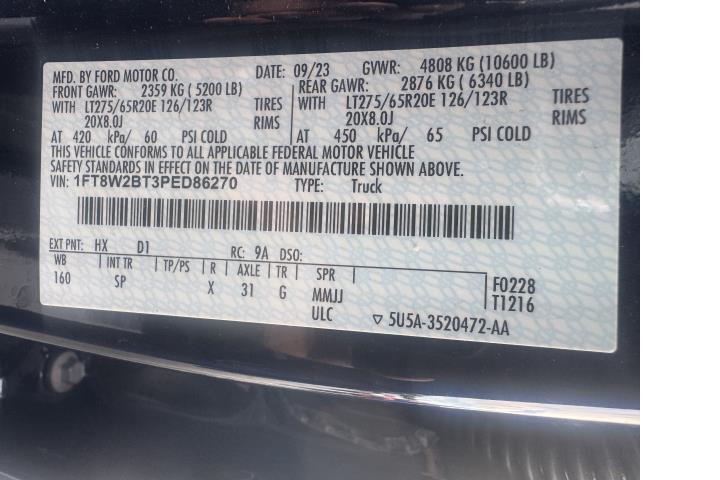 MFD. BY FORD MOTOR CO. DATE: 09/23 GVWR: 4808 KG (10600 LB)
FRONT GAWR: 2359 KG ( 5200 LB) REAR GAWR: 2876 KG ( 6340 LB)
WITH LT275/65R20E 126/123R TIRES WITH LT275/65R20E 126/123R TIRES
20X8.0J RIMS 20X8.0J RIMS
AT 420 kPa/ 60 PSI COLD AT 450 kPa/ 65 PSI COLD
THIS VEHICLE CONFORMS TO ALL APPLICABLE FEDERAL MOTOR VEHICLE
SAFETY STANDARDS IN EFFECT ON THE DATE OF MANUFACTURE SHOWN ABOVE.
VIN: 1FT8W2BT3PED86270 TYPE: Truck
EXT PNT: HX D1 RC: 9A DSO:
WB INT TR TP/PS R AXLE TR SPR
160 SP X 31 G MMJJ F0228
ULC T1216
▽ 5U5A-3520472-AA